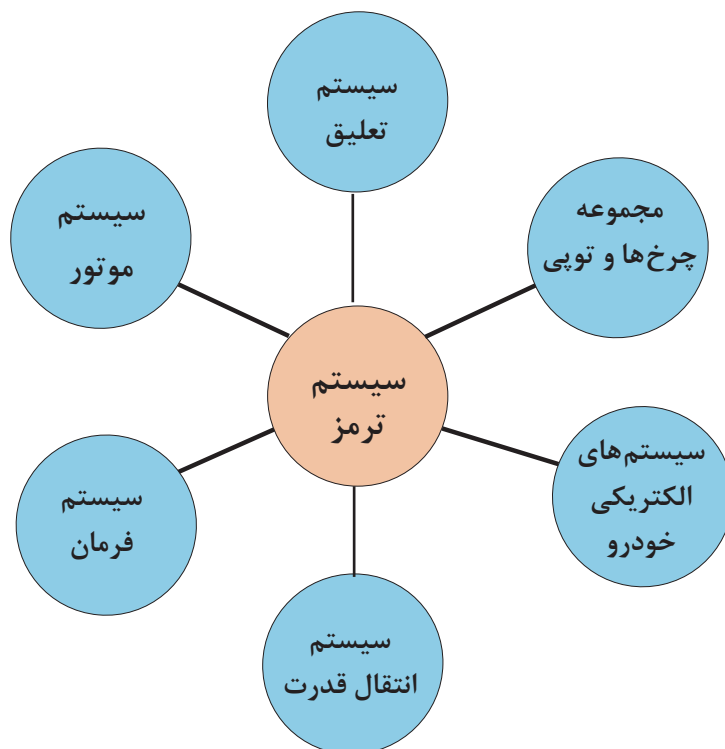 سیستم
تعلیق
مجموعه
چرخ‌ها و توپی
سیستم
موتور
سیستم
ترمز
سیستم‌های
الکتریکی
خودرو
سیستم
فرمان
سیستم
انتقال قدرت